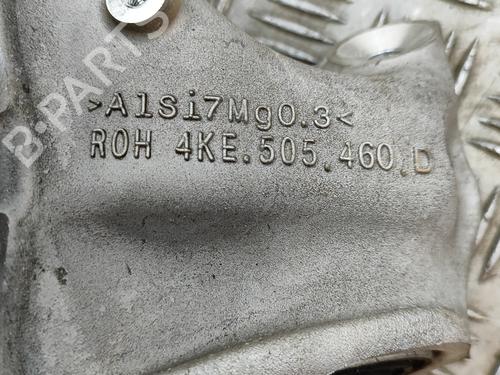 B-PARTS
>AlSi7Mg0.3<
ROH 4KE.505.460.D